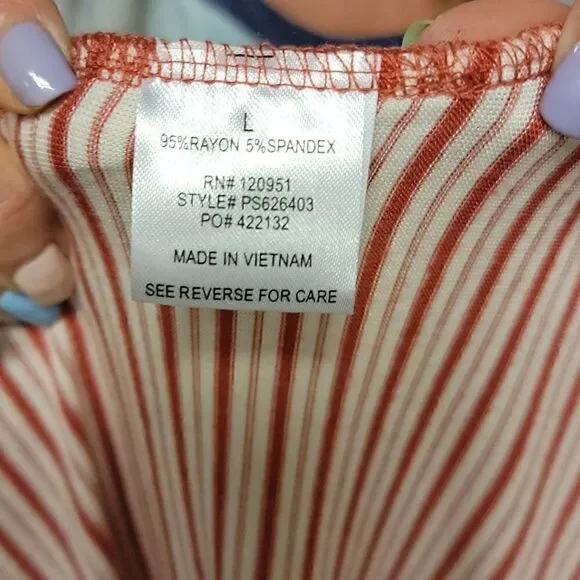 L
95%RAYON 5%SPANDEX
RN# 120951
STYLE# PS626403
PO# 422132
MADE IN VIETNAM
SEE REVERSE FOR CARE